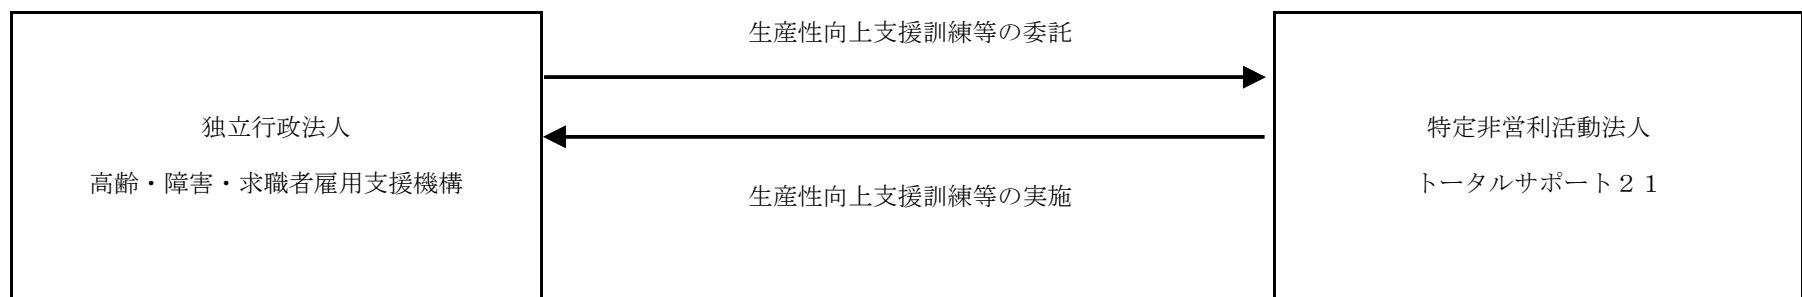 生産性向上支援訓練等の委託
独立行政法人
高齢・障害・求職者雇用支援機構
特定非営利活動法人
トータルサポート２１
生産性向上支援訓練等の実施